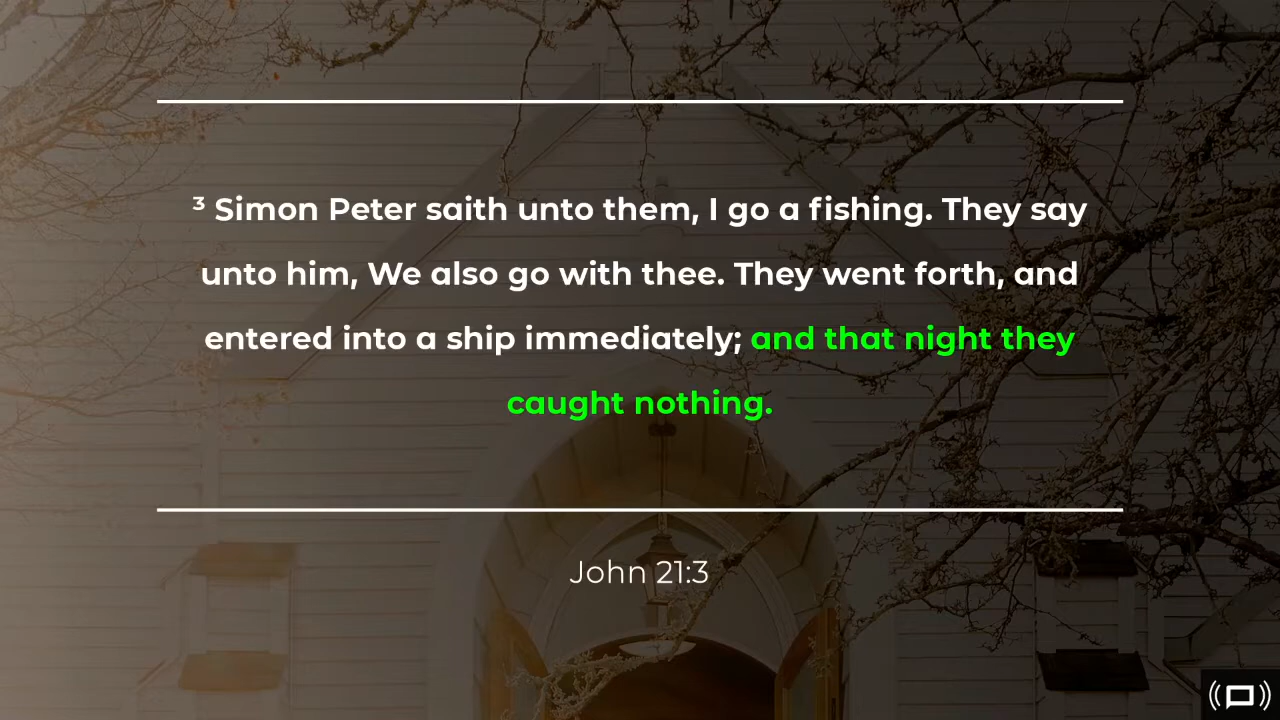 ³ Simon Peter saith unto them, I go a fishing. They say
unto him, We also go with thee. They went forth, and
entered into a ship immediately; and that night they
caught nothing.
John 21:3